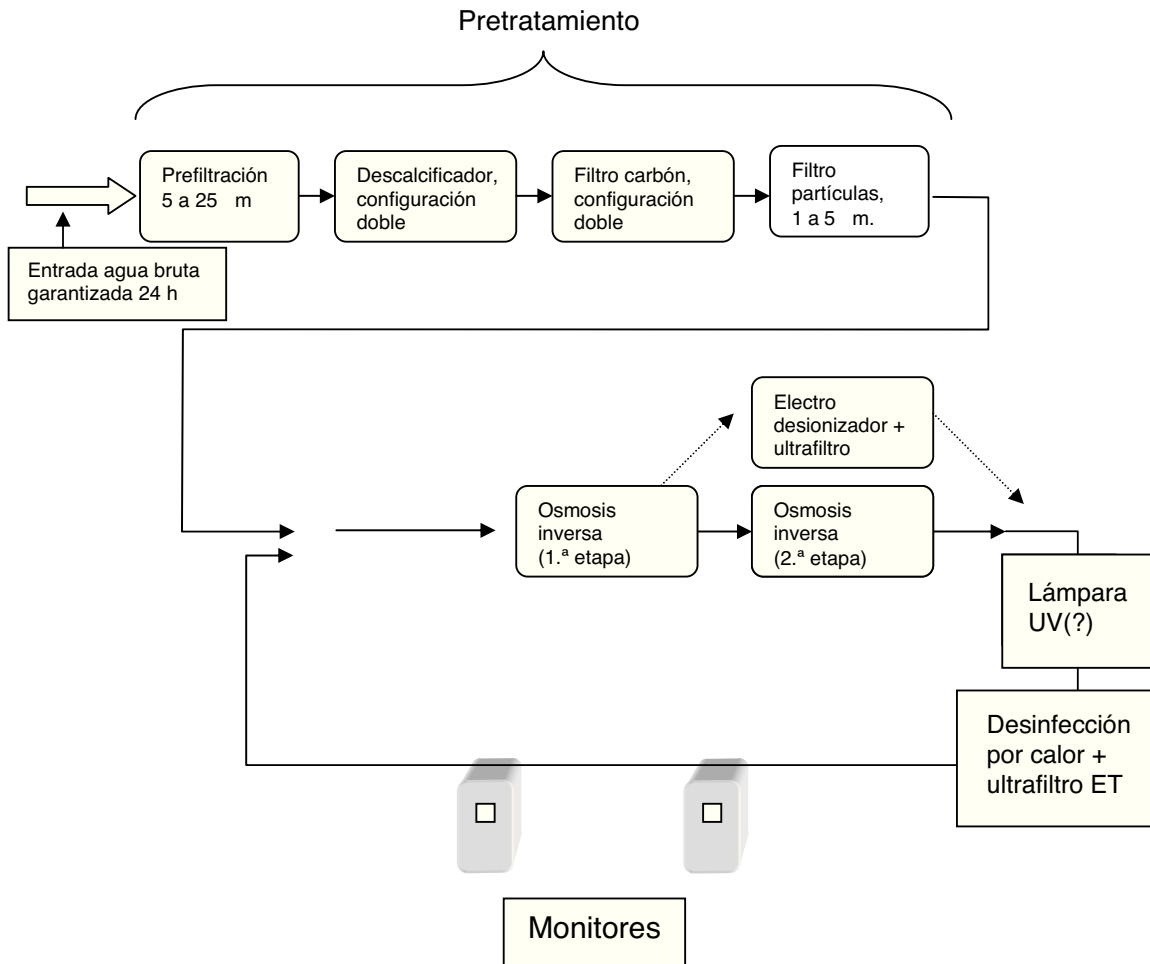 Pretratamiento
Prefiltración
5 a 25 m
Descalcificador,
configuración
doble
Filtro carbón,
configuración
doble
Filtro
partículas,
1 a 5 m.
Entrada agua bruta
garantizada 24 h
Electro
desionizador +
ultrafiltro
Osmosis
inversa
(1.ª etapa)
Osmosis
inversa
(2.ª etapa)
Lámpara
UV(?)
Desinfección
por calor +
ultrafiltro ET
Monitores